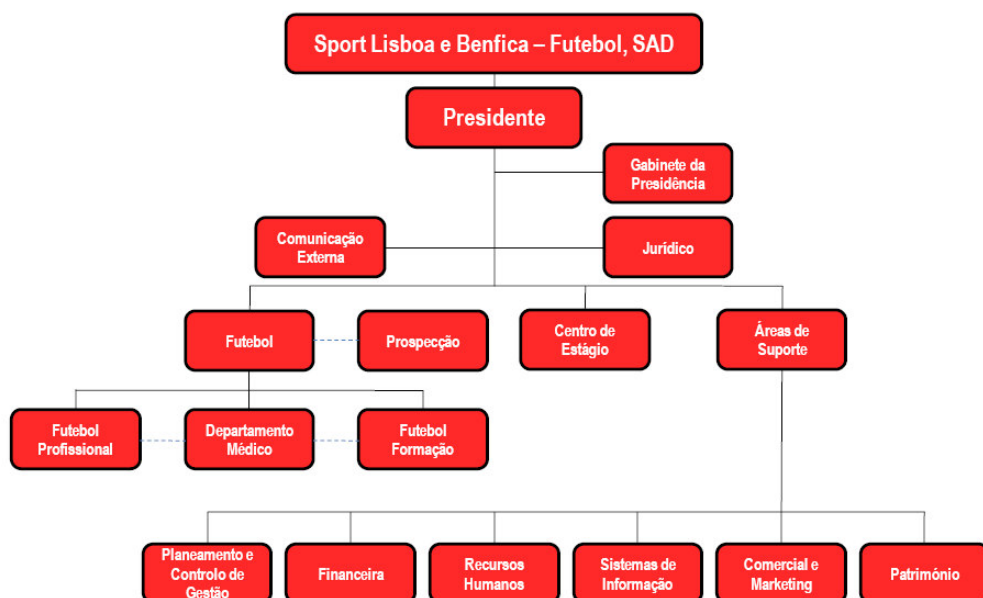 Sport Lisboa e Benfica – Futebol, SAD
Presidente
Gabinete da
Presidência
Comunicação
Externa
Jurídico
Futebol
Prospecção
Centro de
Estágio
Áreas de
Suporte
Futebol
Profissional
Departamento
Médico
Futebol
Formação
Planeamento e
Controlo de
Gestão
Financeira
Recursos
Humanos
Sistemas de
Informação
Comercial e
Marketing
Património